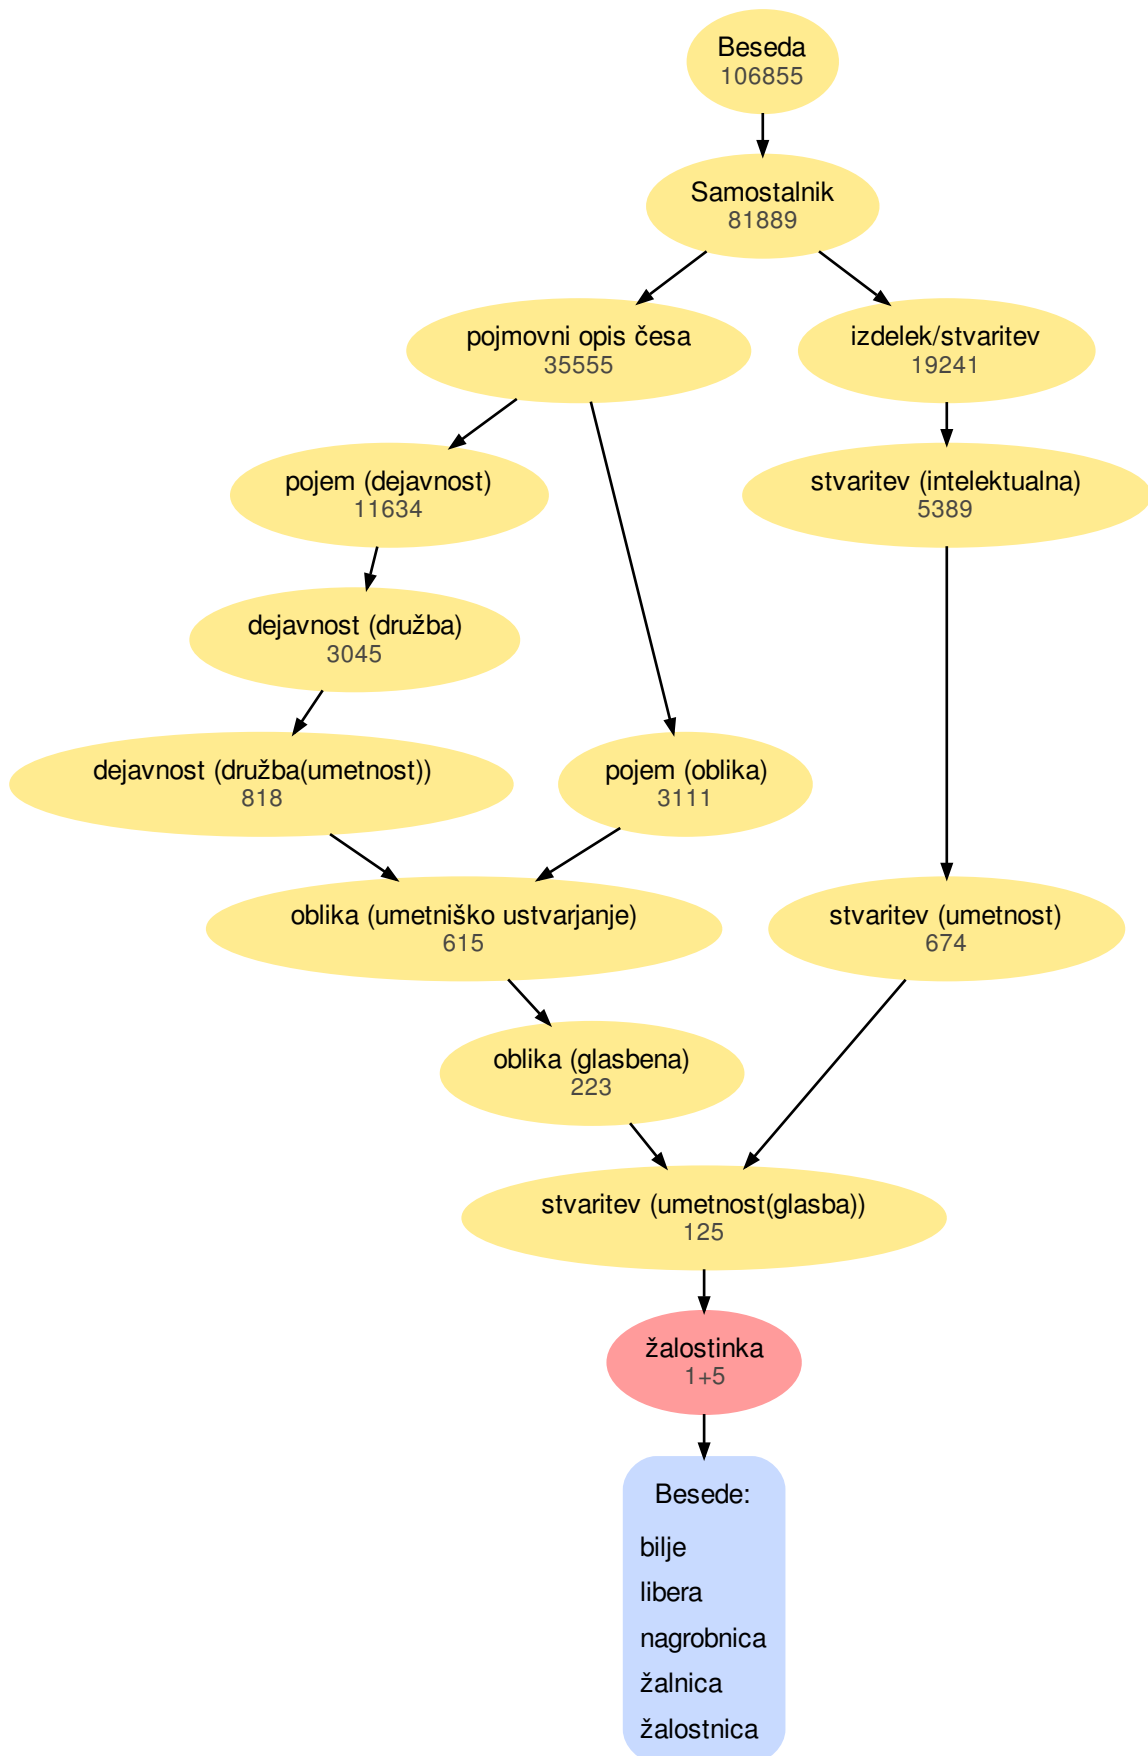 Beseda
106855
Samostalnik
81889
pojmovni opis česa
35555
izdelek/stvaritev
19241
pojem (dejavnost)
11634
stvaritev (intelektualna)
5389
dejavnost (družba)
3045
dejavnost (družba(umetnost))
818
pojem (oblika)
3111
oblika (umetniško ustvarjanje)
615
stvaritev (umetnost)
674
oblika (glasbena)
223
stvaritev (umetnost(glasba))
125
žalostinka
1+5
Besede:
bilje
libera
nagrobnica
žalnica
žalostnica